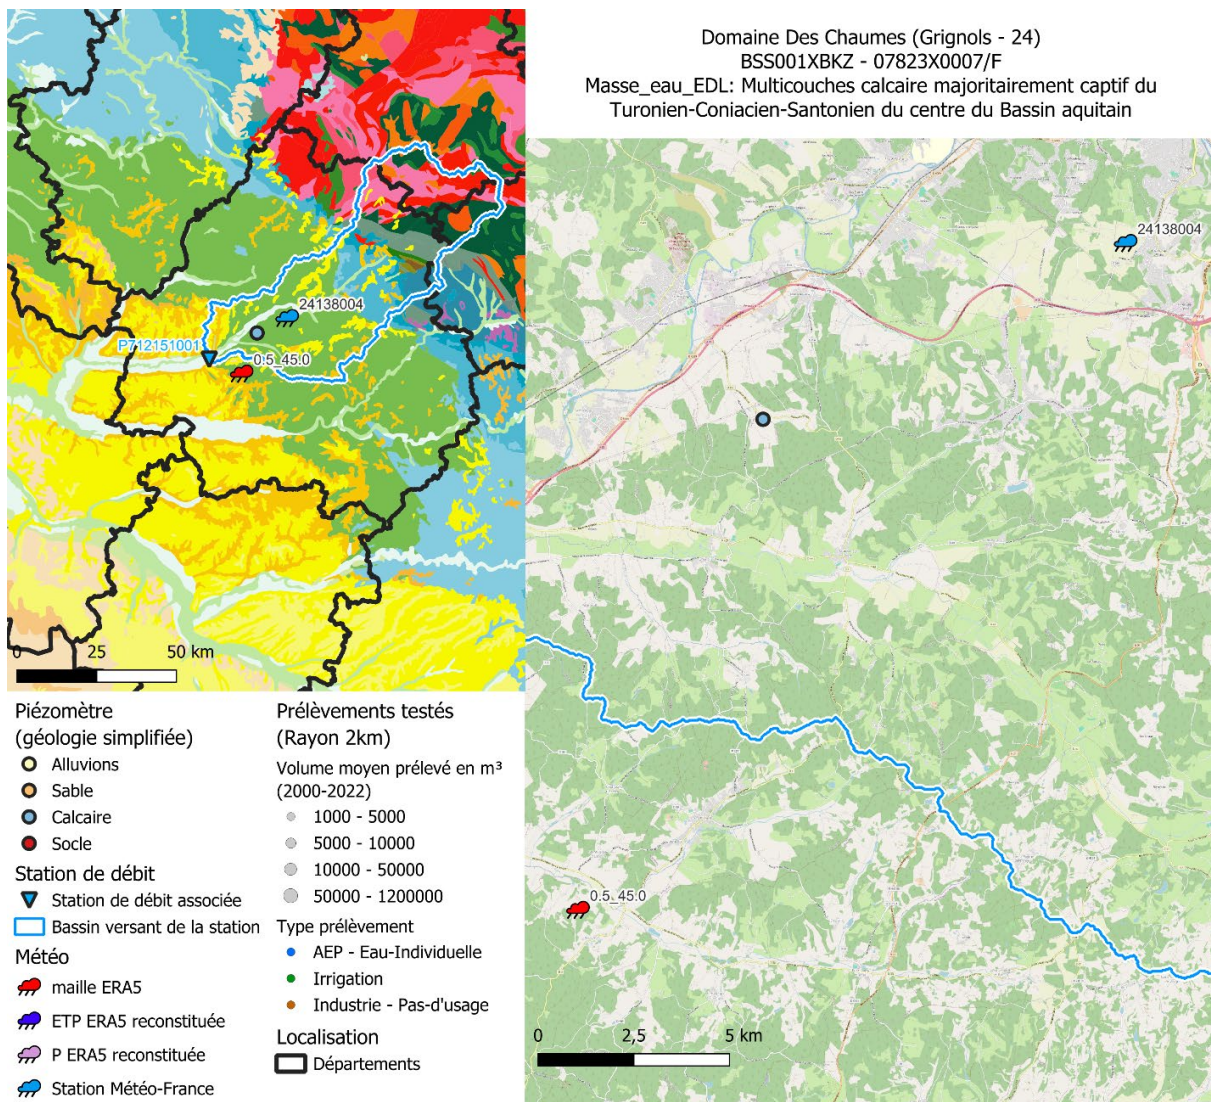 Domaine Des Chaumes (Grignols - 24)
BSS001XBKZ - 07823X0007/F
Masse_eau_EDL: Multicouches calcaire majoritairement captif du
Turonien-Coniacien-Santonien du centre du Bassin aquitain
24138004
P712151001
0.5_45.0
0 25 50 km
24138004
0.5_45.0
0 2,5 5 km
Piézomètre
(géologie simplifiée)
Alluvions
Sable
Calcaire
Socle
Station de débit
Station de débit associée
Bassin versant de la station
Météo
maille ERA5
ETP ERA5 reconstituée
P ERA5 reconstituée
Station Météo-France
Prélèvements testés
(Rayon 2km)
Volume moyen prélevé en m³
(2000-2022)
1000 - 5000
5000 - 10000
10000 - 50000
50000 - 1200000
Type prélèvement
AEP - Eau-Individuelle
Irrigation
Industrie - Pas-d'usage
Localisation
Départements